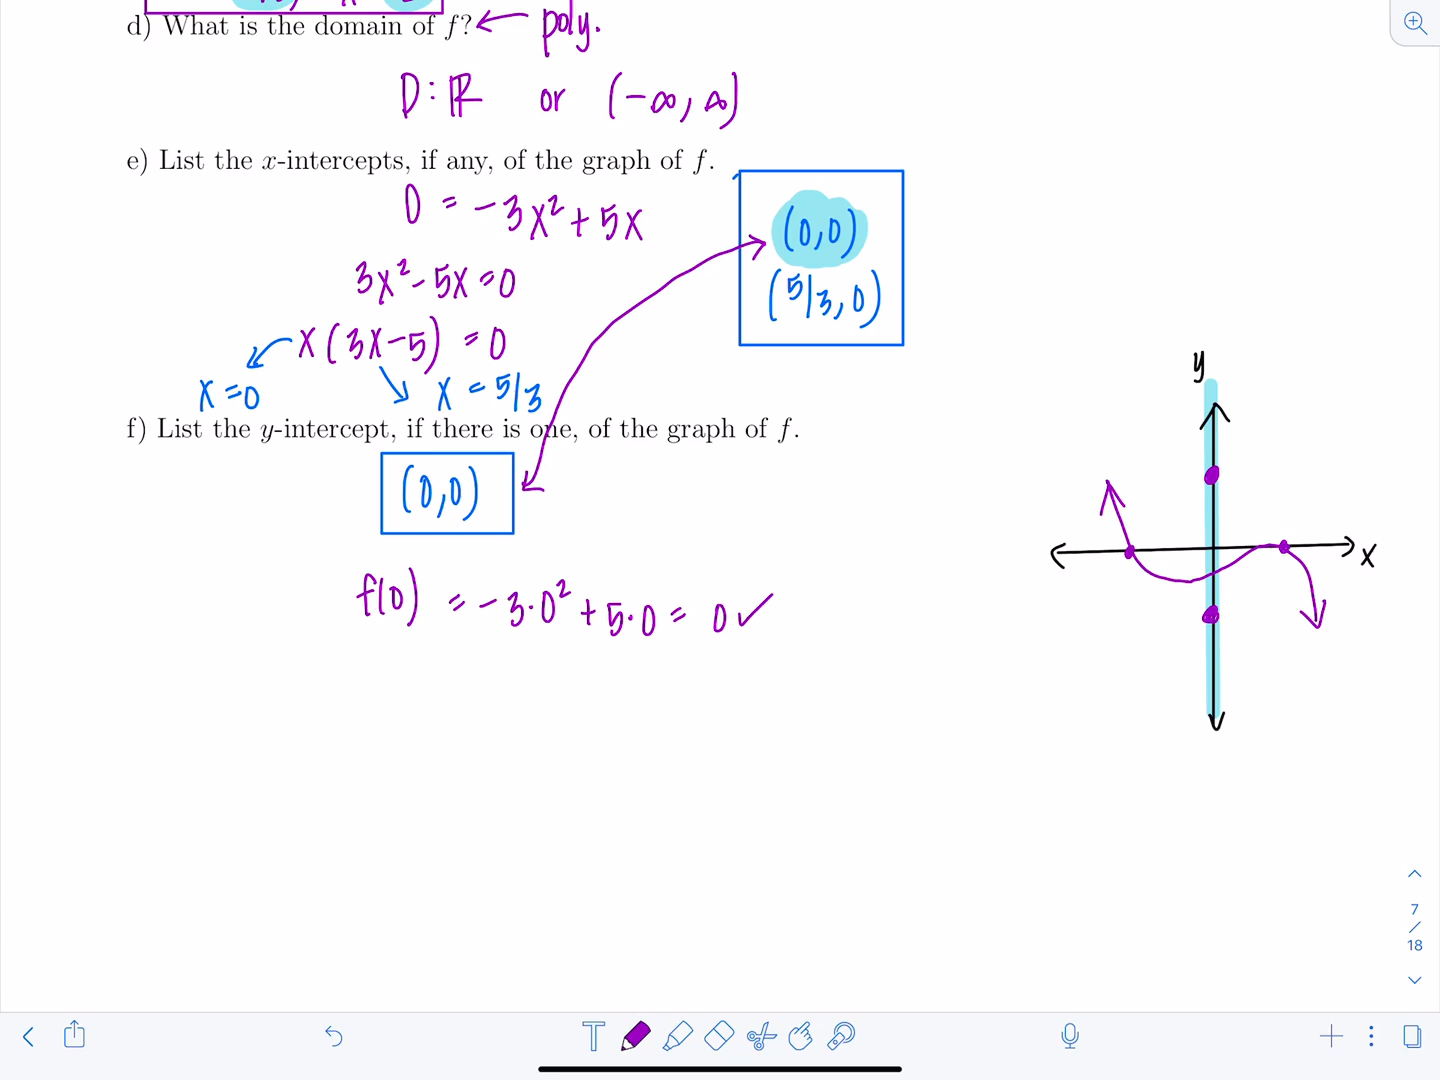 d) What is the domain of f? ← poly.
D: ℝ or (-∞, ∞)
e) List the x-intercepts, if any, of the graph of f.
0 = -3x² + 5x
(0,0)
(5/3, 0)
3x² - 5x = 0
x(3x-5) = 0
x = 0
x = 5/3
f) List the y-intercept, if there is one, of the graph of f.
(0,0)
f(0) = -3·0² + 5·0 = 0 ✓
y
x
7
/
18
T